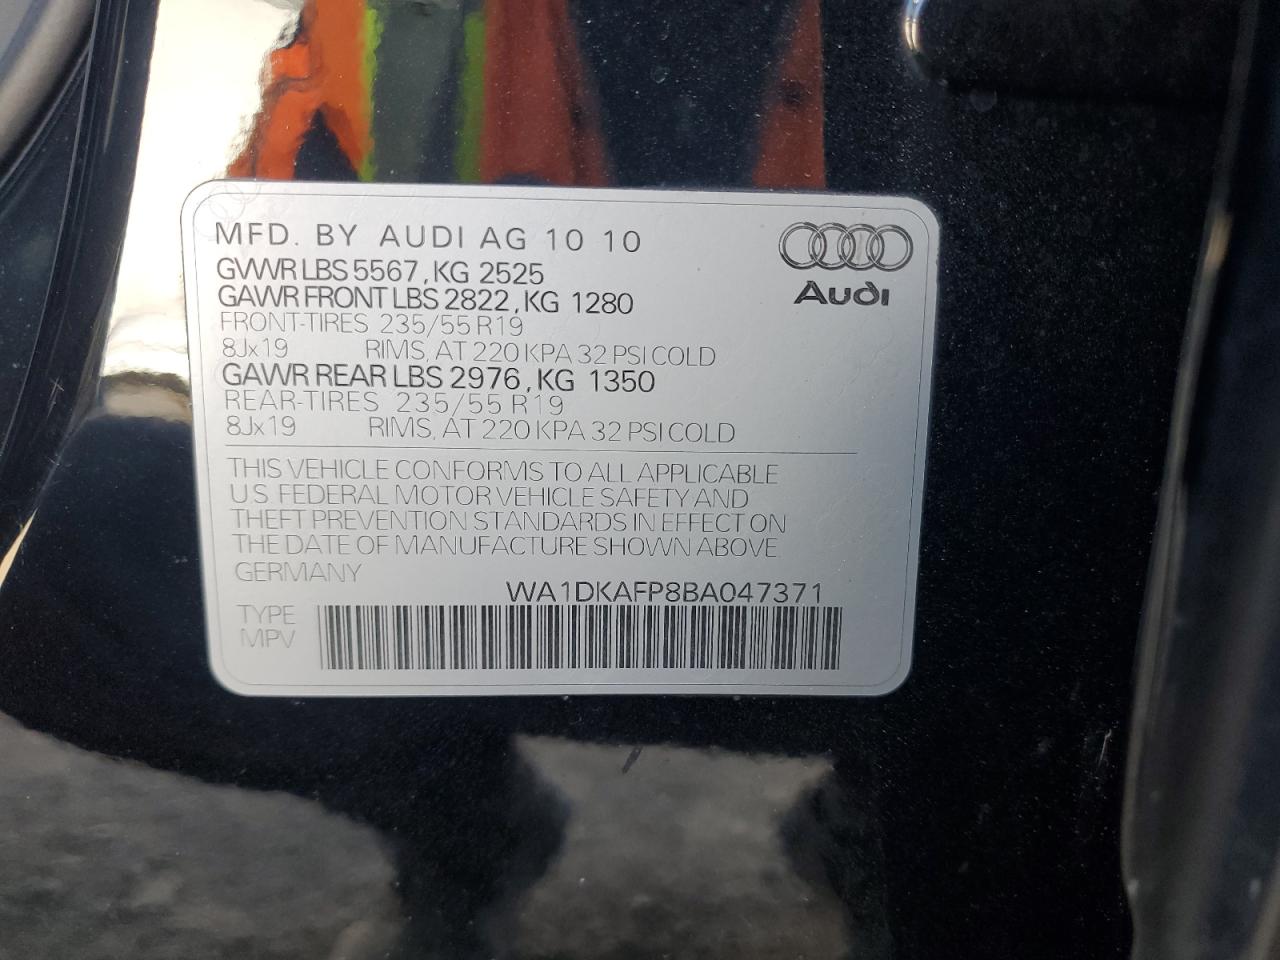 MFD. BY AUDI AG 10 10
Audi
GVWR LBS 5567, KG 2525
GAWR FRONT LBS 2822, KG 1280
FRONT-TIRES 235/55 R19
8Jx19 RIMS, AT 220 KPA 32 PSI COLD
GAWR REAR LBS 2976, KG 1350
REAR-TIRES 235/55 R19
8Jx19 RIMS, AT 220 KPA 32 PSI COLD
THIS VEHICLE CONFORMS TO ALL APPLICABLE
U.S. FEDERAL MOTOR VEHICLE SAFETY AND
THEFT PREVENTION STANDARDS IN EFFECT ON
THE DATE OF MANUFACTURE SHOWN ABOVE
GERMANY
WA1DKAFP8BA047371
TYPE
MPV